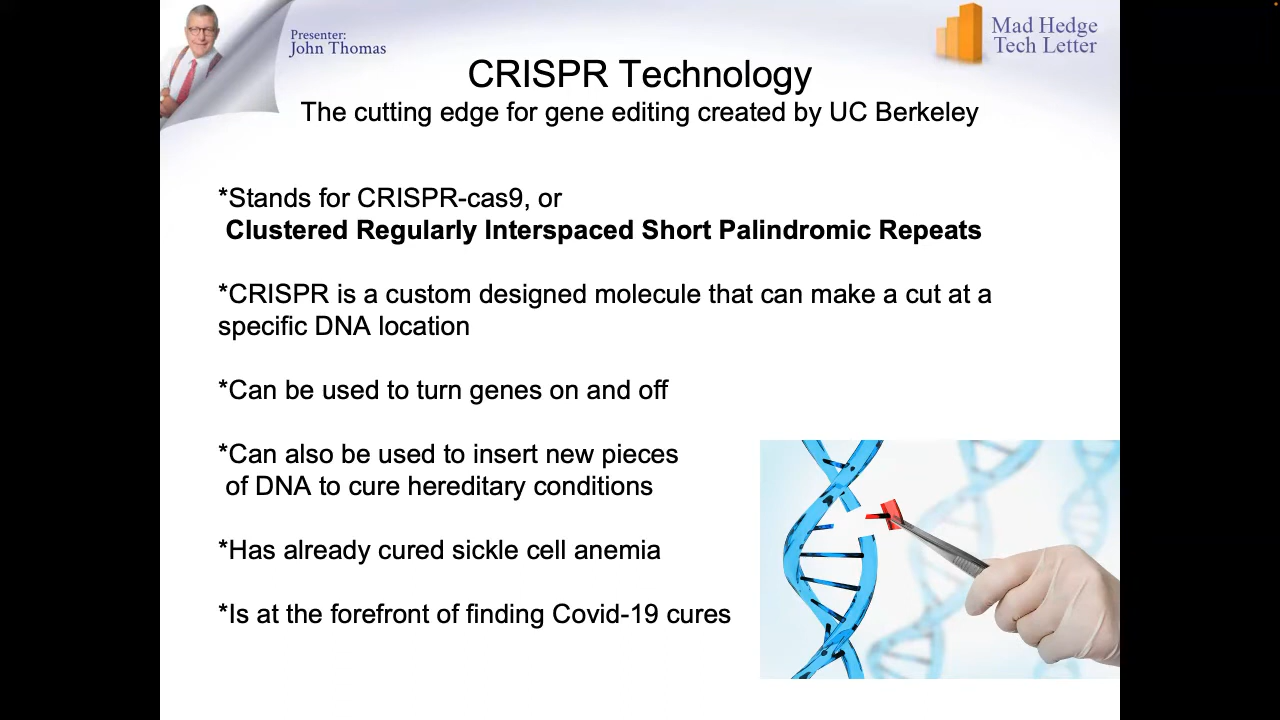 Presenter:
John Thomas
Mad Hedge
Tech Letter
CRISPR Technology
The cutting edge for gene editing created by UC Berkeley
*Stands for CRISPR-cas9, or
Clustered Regularly Interspaced Short Palindromic Repeats
*CRISPR is a custom designed molecule that can make a cut at a
specific DNA location
*Can be used to turn genes on and off
*Can also be used to insert new pieces
of DNA to cure hereditary conditions
*Has already cured sickle cell anemia
*Is at the forefront of finding Covid-19 cures